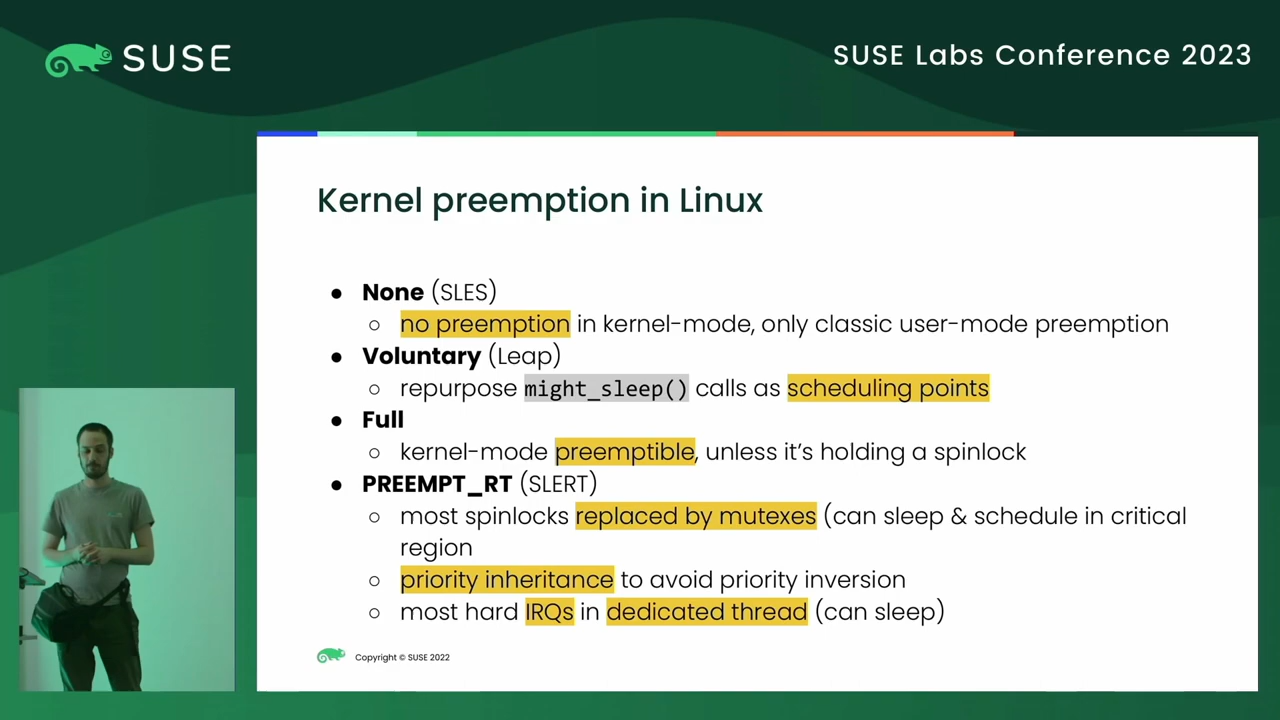 SUSE
SUSE Labs Conference 2023
Kernel preemption in Linux
● None (SLES)
○ no preemption in kernel-mode, only classic user-mode preemption
● Voluntary (Leap)
○ repurpose might_sleep() calls as scheduling points
● Full
○ kernel-mode preemptible, unless it's holding a spinlock
● PREEMPT_RT (SLERT)
○ most spinlocks replaced by mutexes (can sleep & schedule in critical
region
○ priority inheritance to avoid priority inversion
○ most hard IRQs in dedicated thread (can sleep)
Copyright © SUSE 2022